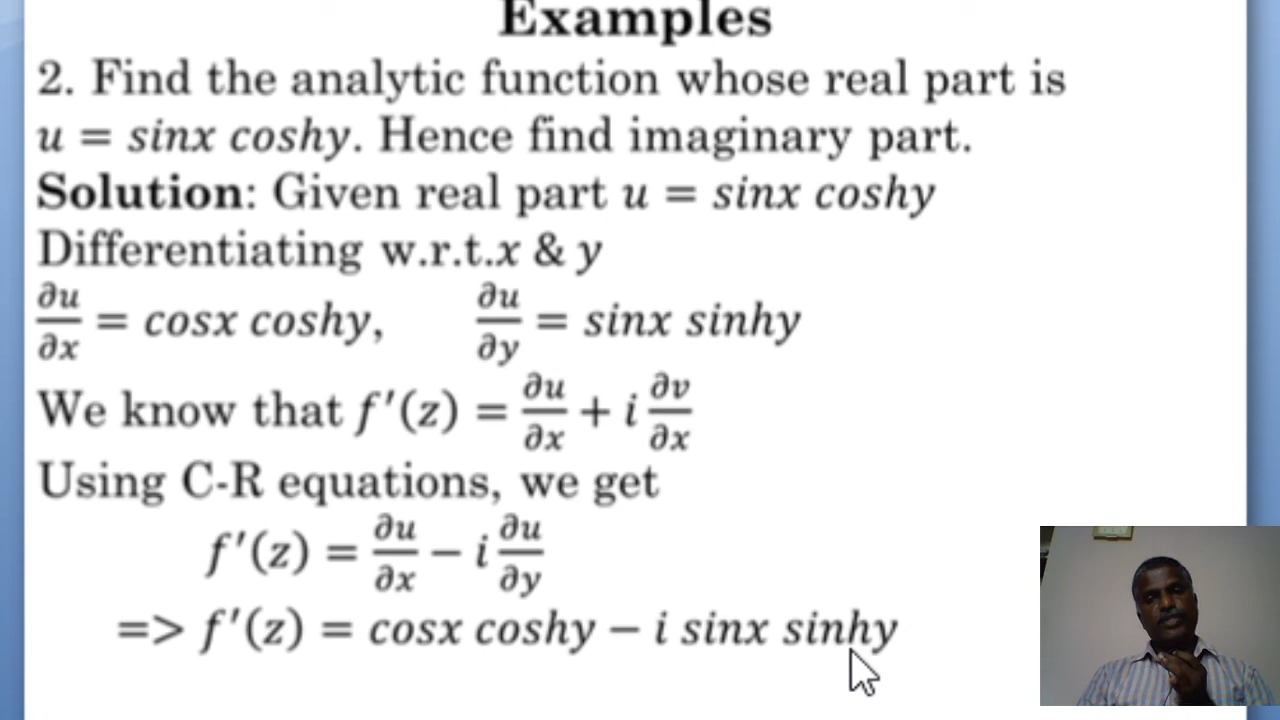 Examples
2. Find the analytic function whose real part is
u = sinx coshy. Hence find imaginary part.
Solution: Given real part u = sinx coshy
Differentiating w.r.t.x & y
∂u/∂x = cosx coshy, ∂u/∂y = sinx sinhy
We know that f′(z) = ∂u/∂x + i ∂v/∂x
Using C-R equations, we get
f′(z) = ∂u/∂x − i ∂u/∂y
=> f′(z) = cosx coshy − i sinx sinhy